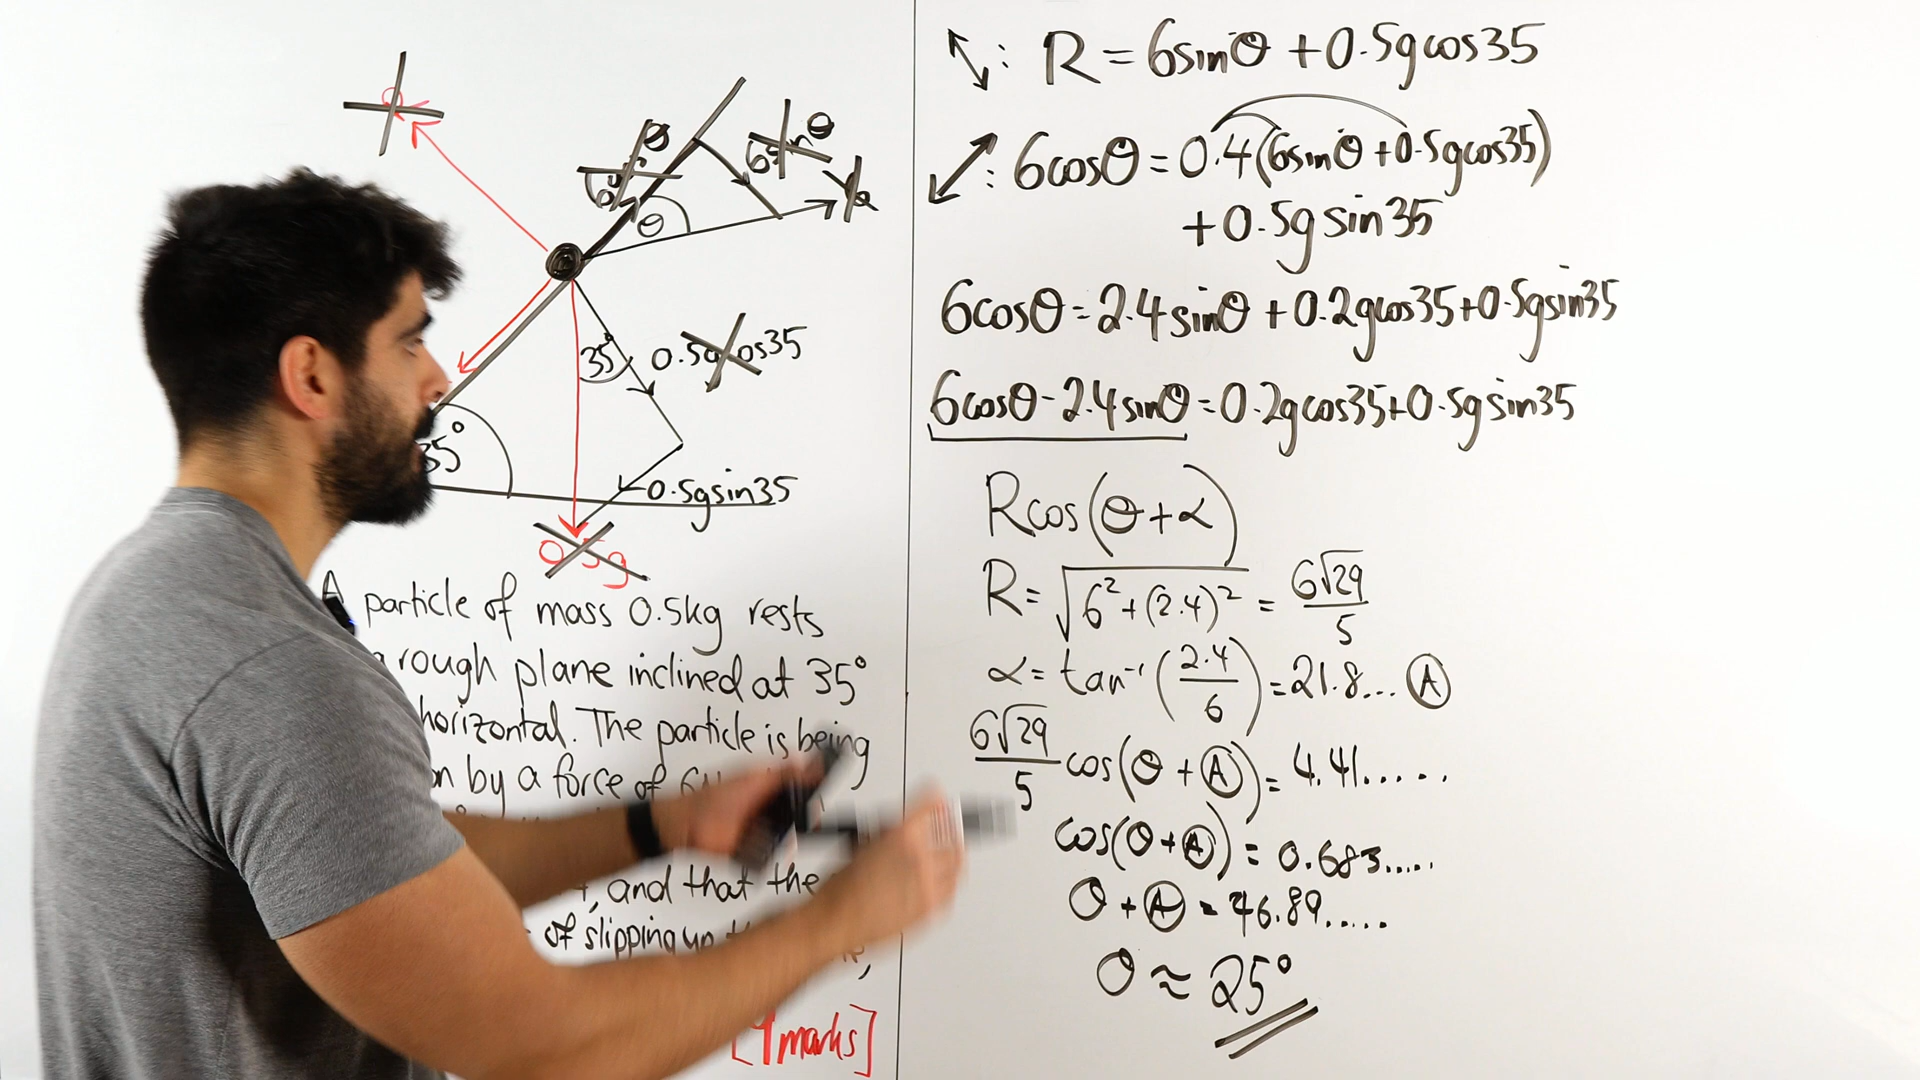 6sinθ
θ
35°
0.5gcos35
35°
0.5gsin35
0.5g
A particle of mass 0.5kg rests
rough plane inclined at 35°
horizontal. The particle is being
by a force of 6N
, and that the
of slipping up
[9 marks]
R = 6sinθ + 0.5gcos35
6cosθ = 0.4(6sinθ + 0.5gcos35)
+ 0.5g sin35
6cosθ = 2.4sinθ + 0.2gcos35 + 0.5gsin35
6cosθ - 2.4sinθ = 0.2gcos35 + 0.5gsin35
Rcos(θ + α)
R = √(6² + (2.4)²) = 6√29/5
α = tan⁻¹(2.4/6) = 21.8... Ⓐ
6√29/5 cos(θ + Ⓐ) = 4.41.....
cos(θ + Ⓐ) = 0.683.....
θ + Ⓐ = 46.89.....
θ ≈ 25°